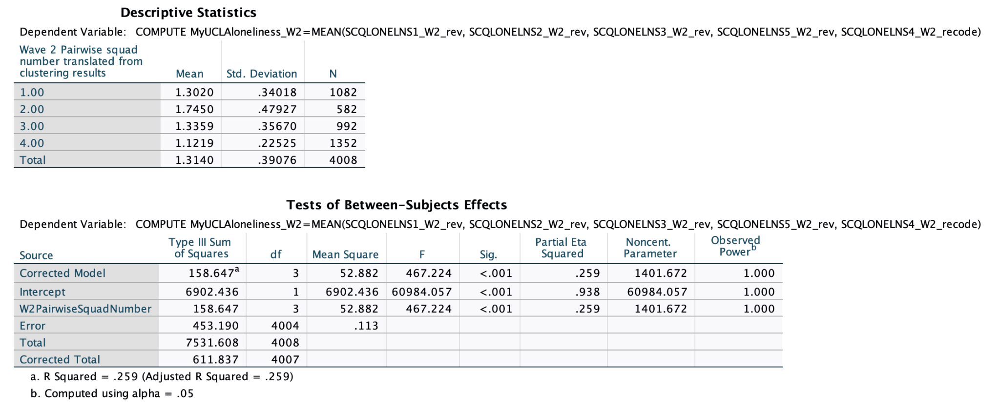 Descriptive Statistics
Dependent Variable: COMPUTE MyUCLAloneliness_W2=MEAN(SCQLONELNS1_W2_rev, SCQLONELNS2_W2_rev, SCQLONELNS3_W2_rev, SCQLONELNS5_W2_rev, SCQLONELNS4_W2_recode)
Wave 2 Pairwise squad
number translated from
clustering results Mean Std. Deviation N
1.00 1.3020 .34018 1082
2.00 1.7450 .47927 582
3.00 1.3359 .35670 992
4.00 1.1219 .22525 1352
Total 1.3140 .39076 4008
Tests of Between-Subjects Effects
Dependent Variable: COMPUTE MyUCLAloneliness_W2=MEAN(SCQLONELNS1_W2_rev, SCQLONELNS2_W2_rev, SCQLONELNS3_W2_rev, SCQLONELNS5_W2_rev, SCQLONELNS4_W2_recode)
Type III Sum Partial Eta Noncent. Observed
Source of Squares df Mean Square F Sig. Squared Parameter Power b
Corrected Model 158.647 a 3 52.882 467.224 <.001 .259 1401.672 1.000
Intercept 6902.436 1 6902.436 60984.057 <.001 .938 60984.057 1.000
W2PairwiseSquadNumber 158.647 3 52.882 467.224 <.001 .259 1401.672 1.000
Error 453.190 4004 .113
Total 7531.608 4008
Corrected Total 611.837 4007
a. R Squared = .259 (Adjusted R Squared = .259)
b. Computed using alpha = .05